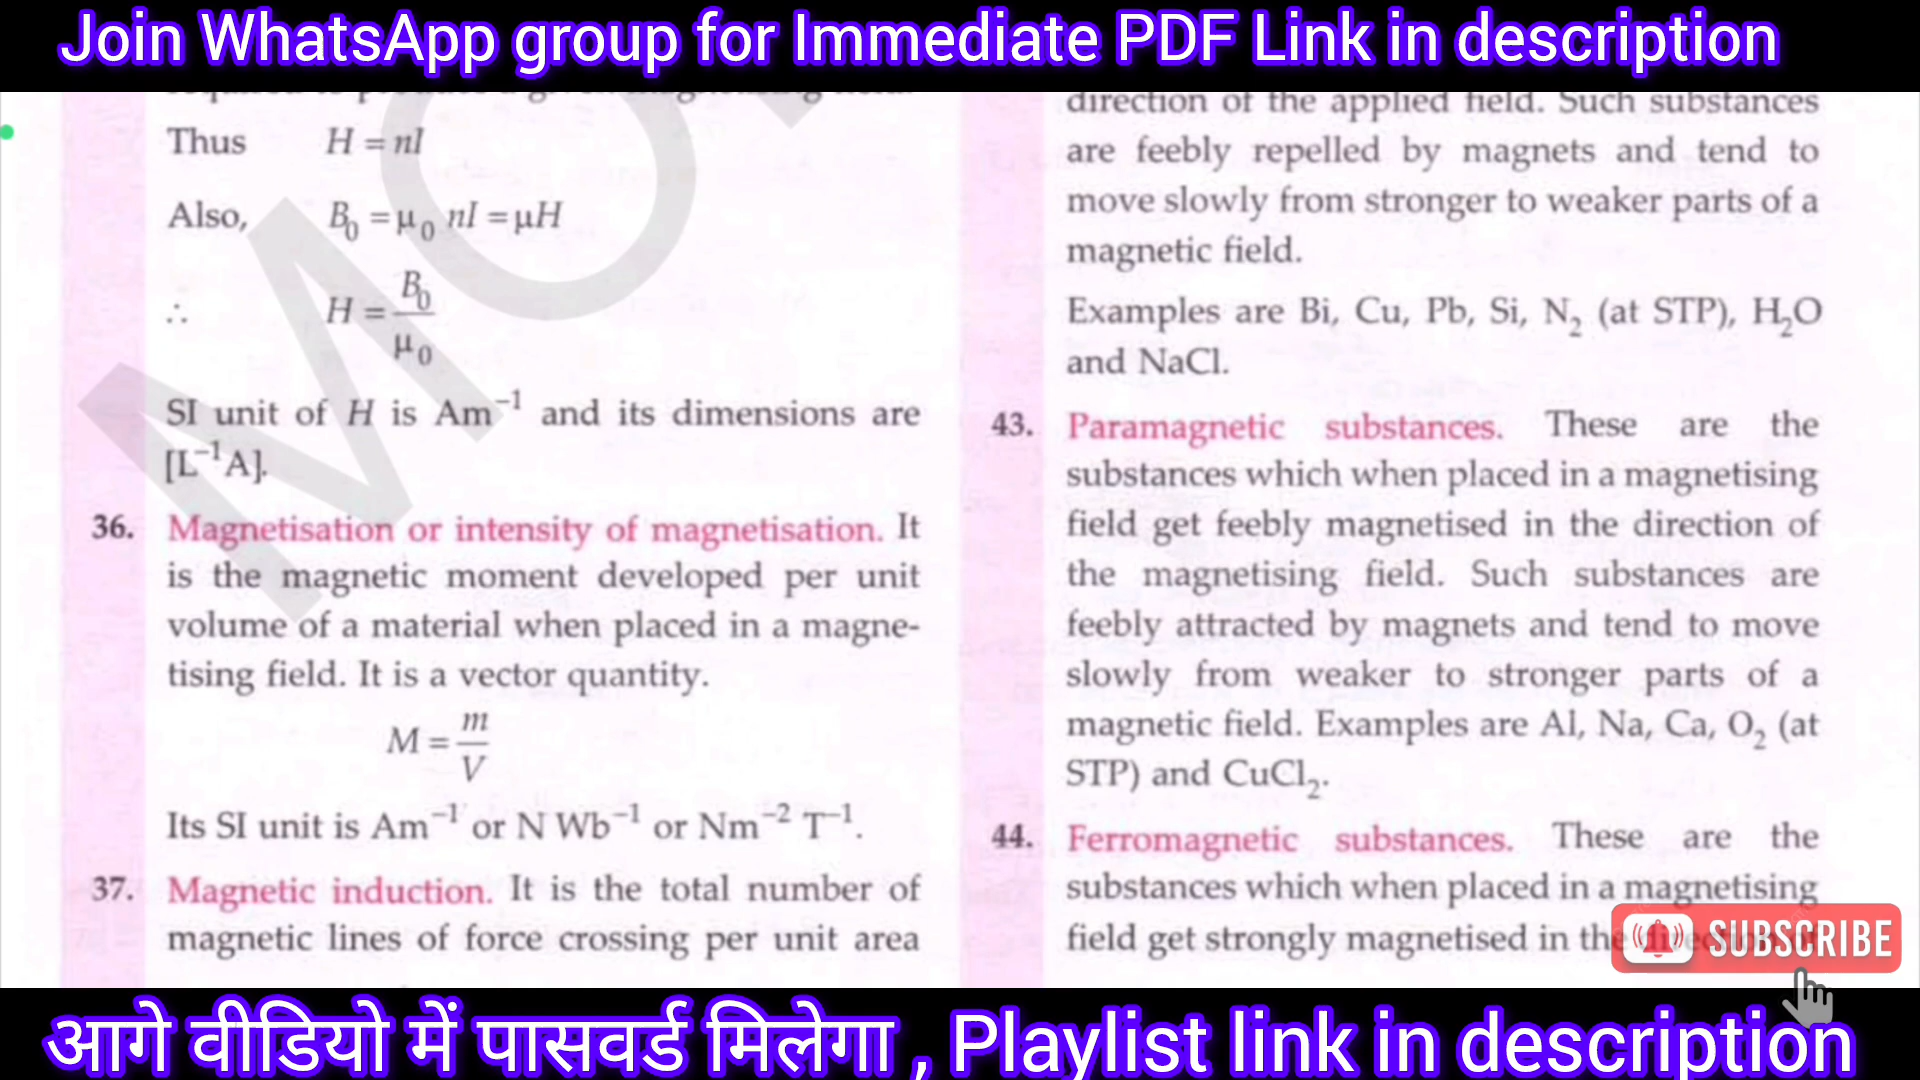 Join WhatsApp group for Immediate PDF Link in description
Thus H = nI
Also, B₀ = μ₀ nI = μH
∴ H = B₀/μ₀
SI unit of H is Am⁻¹ and its dimensions are
[L⁻¹A].
36. Magnetisation or intensity of magnetisation. It
is the magnetic moment developed per unit
volume of a material when placed in a magne-
tising field. It is a vector quantity.
M = m/V
Its SI unit is Am⁻¹ or N Wb⁻¹ or Nm⁻² T⁻¹.
37. Magnetic induction. It is the total number of
magnetic lines of force crossing per unit area
direction of the applied field. Such substances
are feebly repelled by magnets and tend to
move slowly from stronger to weaker parts of a
magnetic field.
Examples are Bi, Cu, Pb, Si, N₂ (at STP), H₂O
and NaCl.
43. Paramagnetic substances. These are the
substances which when placed in a magnetising
field get feebly magnetised in the direction of
the magnetising field. Such substances are
feebly attracted by magnets and tend to move
slowly from weaker to stronger parts of a
magnetic field. Examples are Al, Na, Ca, O₂ (at
STP) and CuCl₂.
44. Ferromagnetic substances. These are the
substances which when placed in a magnetising
field get strongly magnetised in the
SUBSCRIBE
आगे वीडियो में पासवर्ड मिलेगा , Playlist link in description